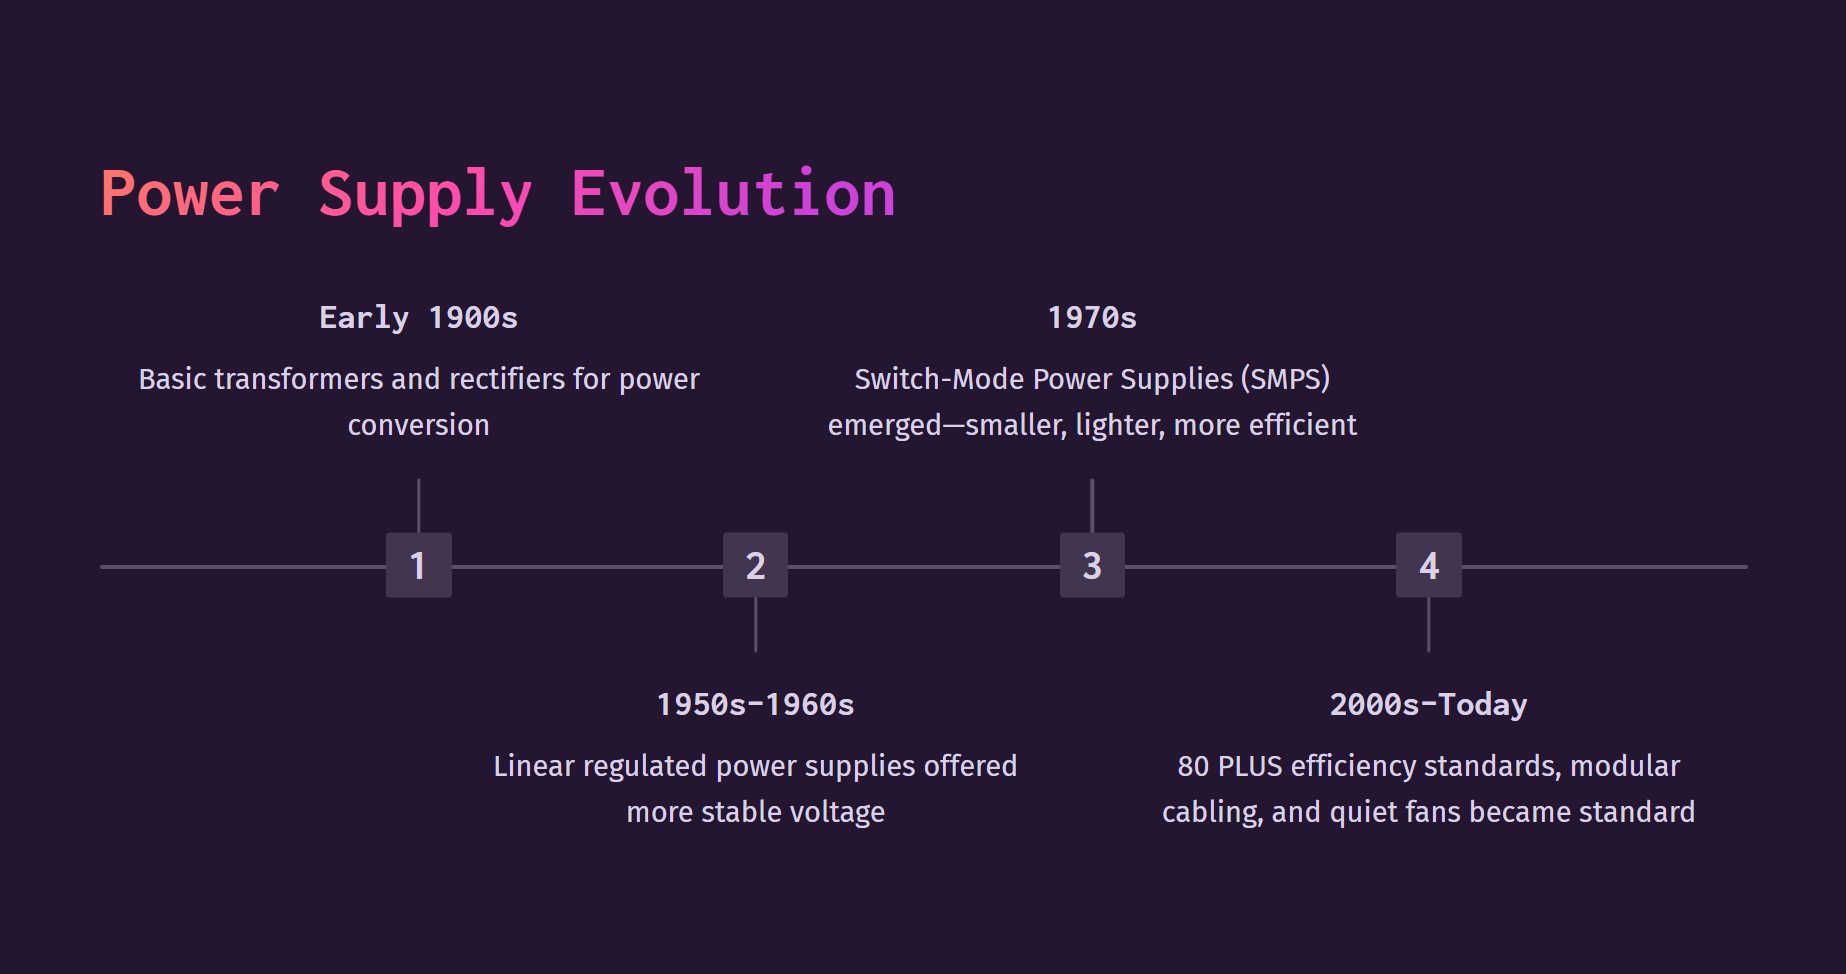 Power Supply Evolution
Early 1900s
Basic transformers and rectifiers for power
conversion
1970s
Switch-Mode Power Supplies (SMPS)
emerged—smaller, lighter, more efficient
1
2
3
4
1950s–1960s
Linear regulated power supplies offered
more stable voltage
2000s–Today
80 PLUS efficiency standards, modular
cabling, and quiet fans became standard